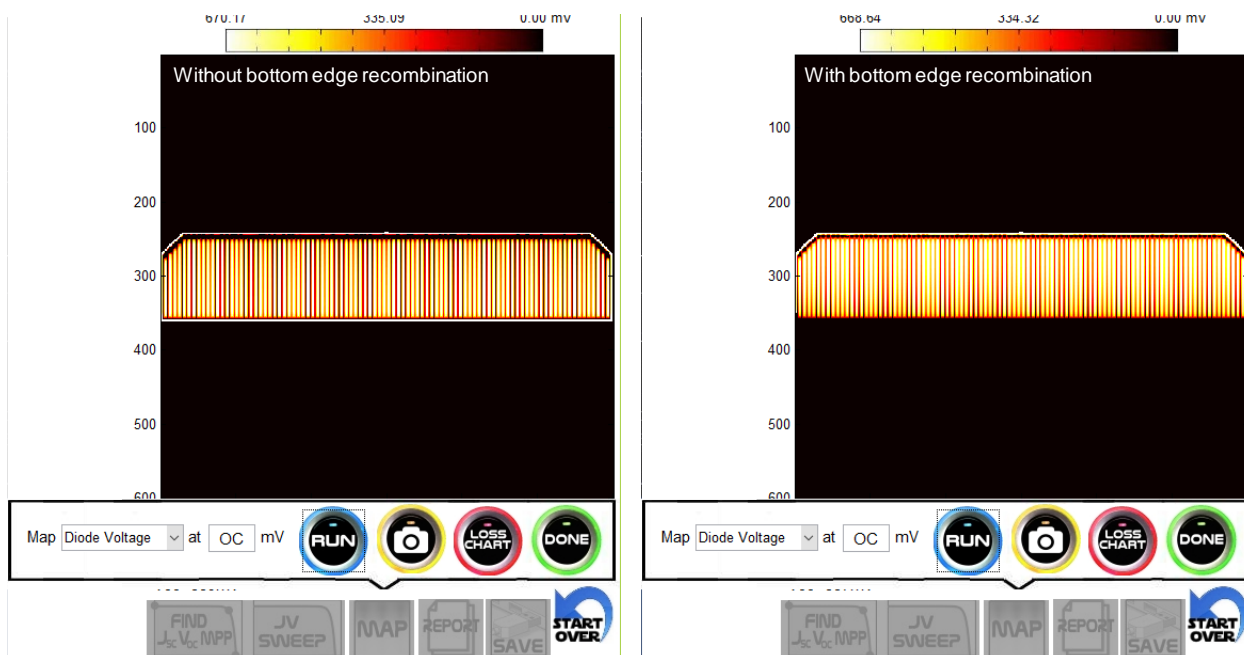 670.17 335.09 0.00 mV
Without bottom edge recombination
100
200
300
400
500
600
Map Diode Voltage at OC mV
RUN
LOSS CHART
DONE
FIND
Jsc Voc MPP
JV
SWEEP
MAP
REPORT
SAVE
START
OVER
668.64 334.32 0.00 mV
With bottom edge recombination
100
200
300
400
500
600
Map Diode Voltage at OC mV
RUN
LOSS CHART
DONE
FIND
Jsc Voc MPP
JV
SWEEP
MAP
REPORT
SAVE
START
OVER